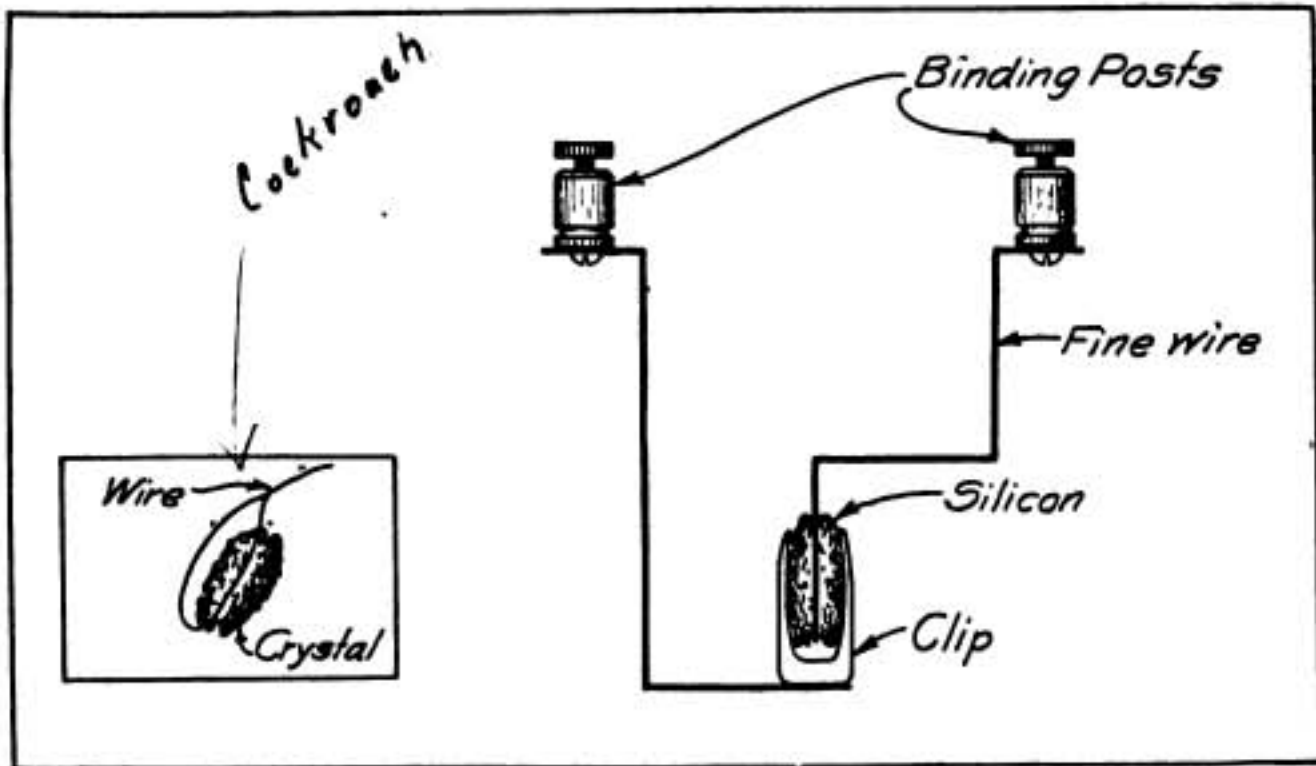 Cockroach
Binding Posts
Fine wire
Wire
Silicon
Crystal
Clip